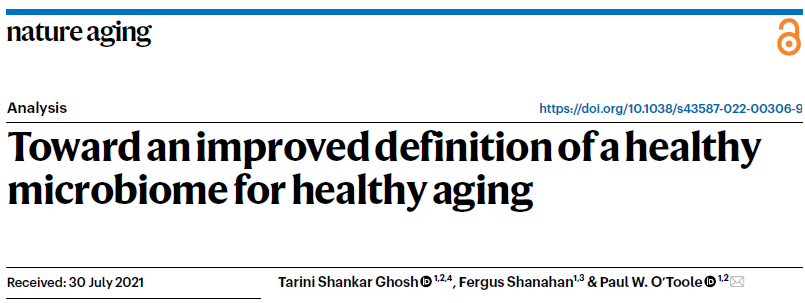 nature aging
Analysis
https://doi.org/10.1038/s43587-022-00306-9
Toward an improved definition of a healthy
microbiome for healthy aging
Received: 30 July 2021
Tarini Shankar Ghosh 1,2,4, Fergus Shanahan1,3 & Paul W. O’Toole 1,2